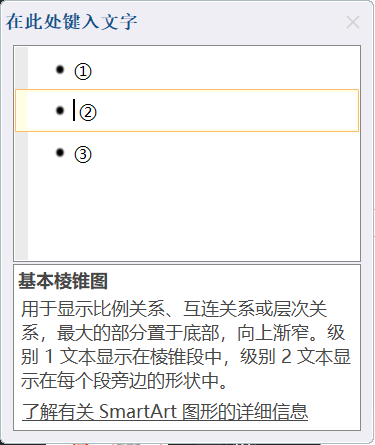 在此处键入文字
• ①
• ②
• ③
基本棱锥图
用于显示比例关系、互连关系或层次关
系，最大的部分置于底部，向上渐窄。级
别 1 文本显示在棱锥段中，级别 2 文本显
示在每个段旁边的形状中。
了解有关 SmartArt 图形的详细信息